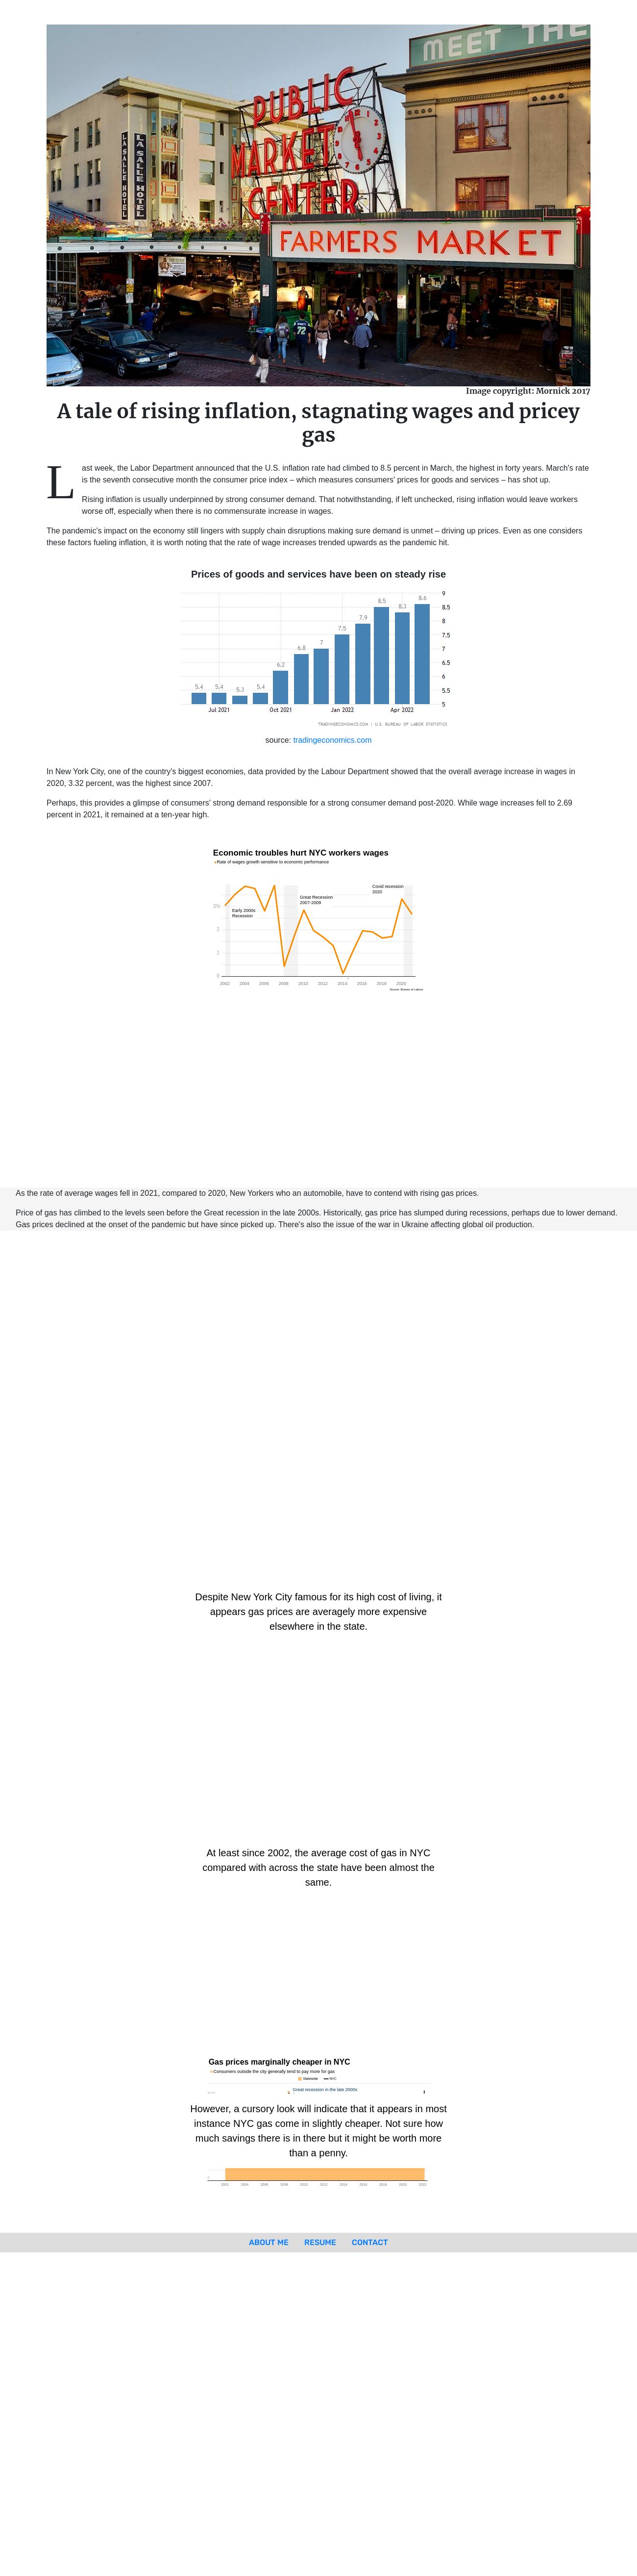 MEET THE
PUBLIC
MARKET
CENTER
LA SALLE HOTEL
LA SALLE HOTEL
FARMERS MARKET
Image copyright: Mornick 2017
A tale of rising inflation, stagnating wages and pricey
gas
Last week, the Labor Department announced that the U.S. inflation rate had climbed to 8.5 percent in March, the highest in forty years. March's rate
is the seventh consecutive month the consumer price index – which measures consumers' prices for goods and services – has shot up.
Rising inflation is usually underpinned by strong consumer demand. That notwithstanding, if left unchecked, rising inflation would leave workers
worse off, especially when there is no commensurate increase in wages.
The pandemic's impact on the economy still lingers with supply chain disruptions making sure demand is unmet – driving up prices. Even as one considers
these factors fueling inflation, it is worth noting that the rate of wage increases trended upwards as the pandemic hit.
Prices of goods and services have been on steady rise
5.4 5.4 5.3 5.4 6.2 6.8 7 7.5 7.9 8.5 8.3 8.6
9
8.5
8
7.5
7
6.5
6
5.5
5
Jul 2021 Oct 2021 Jan 2022 Apr 2022
TRADINGECONOMICS.COM | U.S. BUREAU OF LABOR STATISTICS
source: tradingeconomics.com
In New York City, one of the country's biggest economies, data provided by the Labour Department showed that the overall average increase in wages in
2020, 3.32 percent, was the highest since 2007.
Perhaps, this provides a glimpse of consumers' strong demand responsible for a strong consumer demand post-2020. While wage increases fell to 2.69
percent in 2021, it remained at a ten-year high.
Economic troubles hurt NYC workers wages
Rate of wages growth sensitive to economic performance
Covid recession
2020
Great Recession
2007-2009
Early 2000s
Recession
3%
2
1
0
2002 2004 2006 2008 2010 2012 2014 2016 2018 2020
Source: Bureau of Labour
As the rate of average wages fell in 2021, compared to 2020, New Yorkers who an automobile, have to contend with rising gas prices.
Price of gas has climbed to the levels seen before the Great recession in the late 2000s. Historically, gas price has slumped during recessions, perhaps due to lower demand.
Gas prices declined at the onset of the pandemic but have since picked up. There's also the issue of the war in Ukraine affecting global oil production.
Despite New York City famous for its high cost of living, it
appears gas prices are averagely more expensive
elsewhere in the state.
At least since 2002, the average cost of gas in NYC
compared with across the state have been almost the
same.
Gas prices marginally cheaper in NYC
Consumers outside the city generally tend to pay more for gas
Statewide NYC
Great recession in the late 2000s
However, a cursory look will indicate that it appears in most
instance NYC gas come in slightly cheaper. Not sure how
much savings there is in there but it might be worth more
than a penny.
2002 2004 2006 2008 2010 2012 2014 2016 2018 2020 2022
ABOUT ME RESUME CONTACT